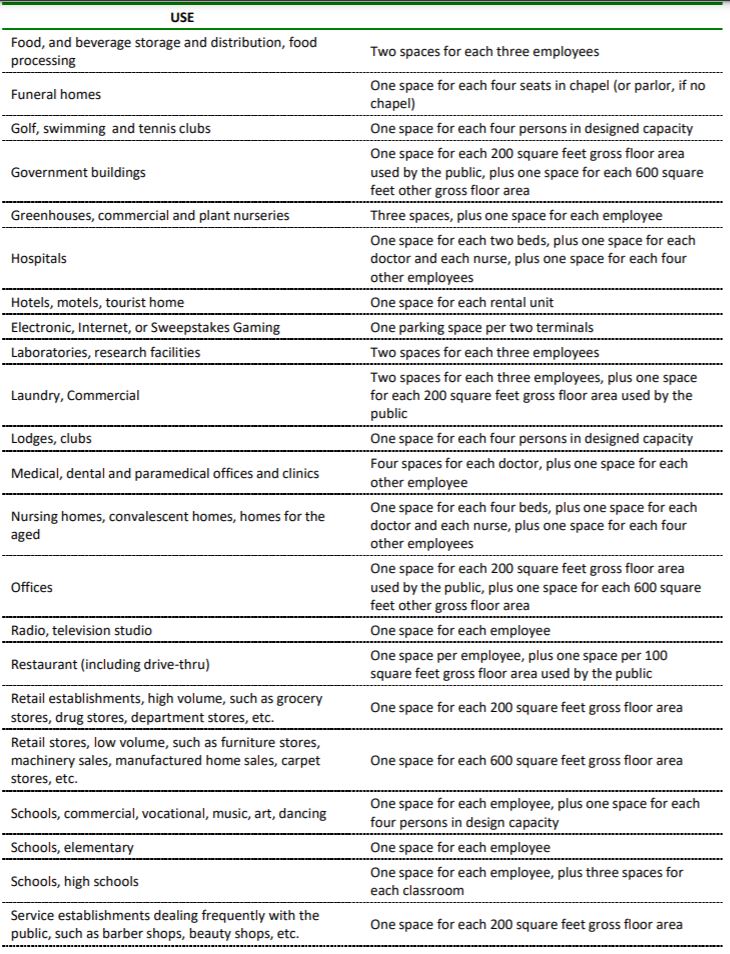 USE
Food, and beverage storage and distribution, food
processing
Two spaces for each three employees
Funeral homes
One space for each four seats in chapel (or parlor, if no
chapel)
Golf, swimming and tennis clubs
One space for each four persons in designed capacity
Government buildings
One space for each 200 square feet gross floor area
used by the public, plus one space for each 600 square
feet other gross floor area
Greenhouses, commercial and plant nurseries
Three spaces, plus one space for each employee
Hospitals
One space for each two beds, plus one space for each
doctor and each nurse, plus one space for each four
other employees
Hotels, motels, tourist home
One space for each rental unit
Electronic, Internet, or Sweepstakes Gaming
One parking space per two terminals
Laboratories, research facilities
Two spaces for each three employees
Laundry, Commercial
Two spaces for each three employees, plus one space
for each 200 square feet gross floor area used by the
public
Lodges, clubs
One space for each four persons in designed capacity
Medical, dental and paramedical offices and clinics
Four spaces for each doctor, plus one space for each
other employee
Nursing homes, convalescent homes, homes for the
aged
One space for each four beds, plus one space for each
doctor and each nurse, plus one space for each four
other employees
Offices
One space for each 200 square feet gross floor area
used by the public, plus one space for each 600 square
feet other gross floor area
Radio, television studio
One space for each employee
Restaurant (including drive-thru)
One space per employee, plus one space per 100
square feet gross floor area used by the public
Retail establishments, high volume, such as grocery
stores, drug stores, department stores, etc.
One space for each 200 square feet gross floor area
Retail stores, low volume, such as furniture stores,
machinery sales, manufactured home sales, carpet
stores, etc.
One space for each 600 square feet gross floor area
Schools, commercial, vocational, music, art, dancing
One space for each employee, plus one space for each
four persons in design capacity
Schools, elementary
One space for each employee
Schools, high schools
One space for each employee, plus three spaces for
each classroom
Service establishments dealing frequently with the
public, such as barber shops, beauty shops, etc.
One space for each 200 square feet gross floor area